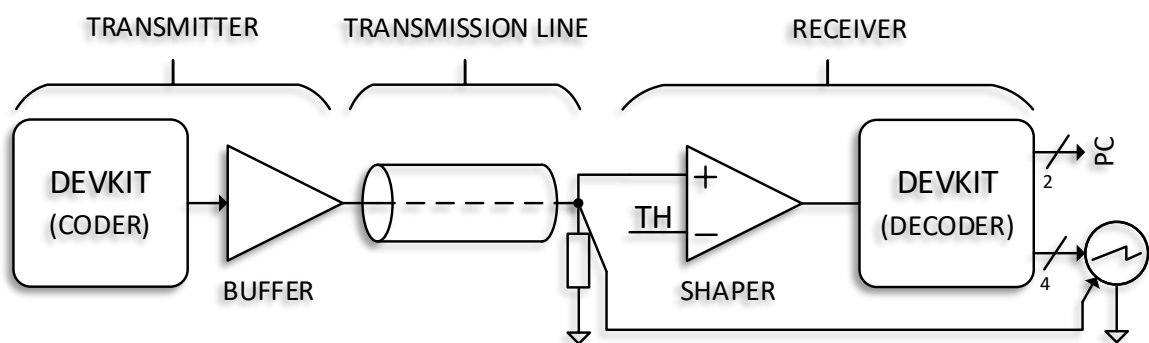 TRANSMITTER
TRANSMISSION LINE
RECEIVER
DEVKIT
(CODER)
BUFFER
TH
+
−
SHAPER
DEVKIT
(DECODER)
2
PC
4